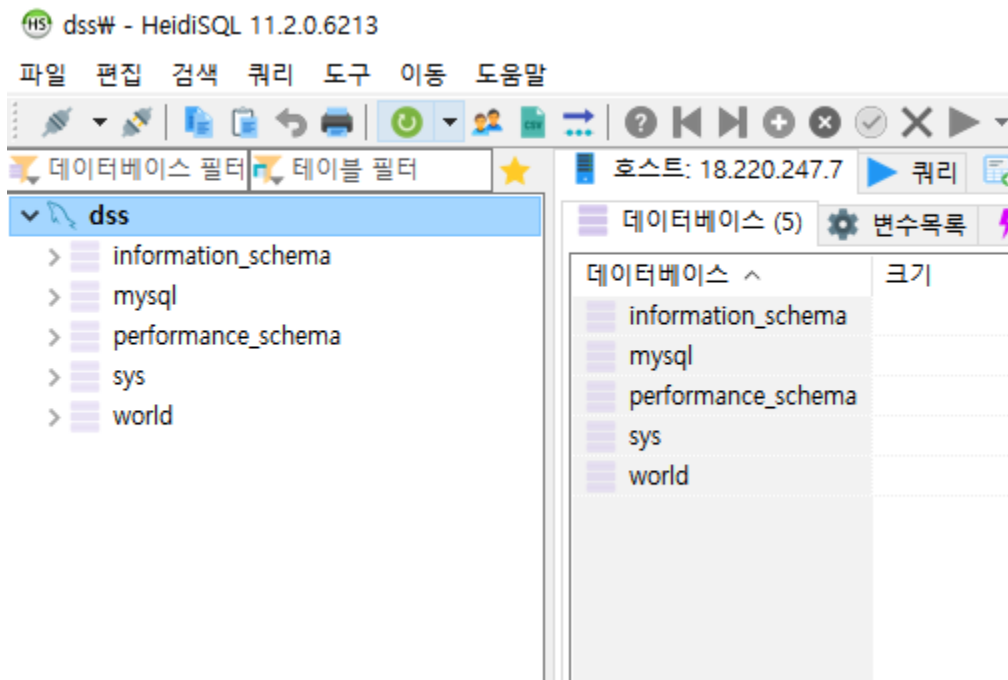 dss₩ - HeidiSQL 11.2.0.6213
파일 편집 검색 쿼리 도구 이동 도움말
데이터베이스 필터 테이블 필터
호스트: 18.220.247.7 쿼리
dss
information_schema
mysql
performance_schema
sys
world
데이터베이스 (5) 변수목록
데이터베이스 크기
information_schema
mysql
performance_schema
sys
world